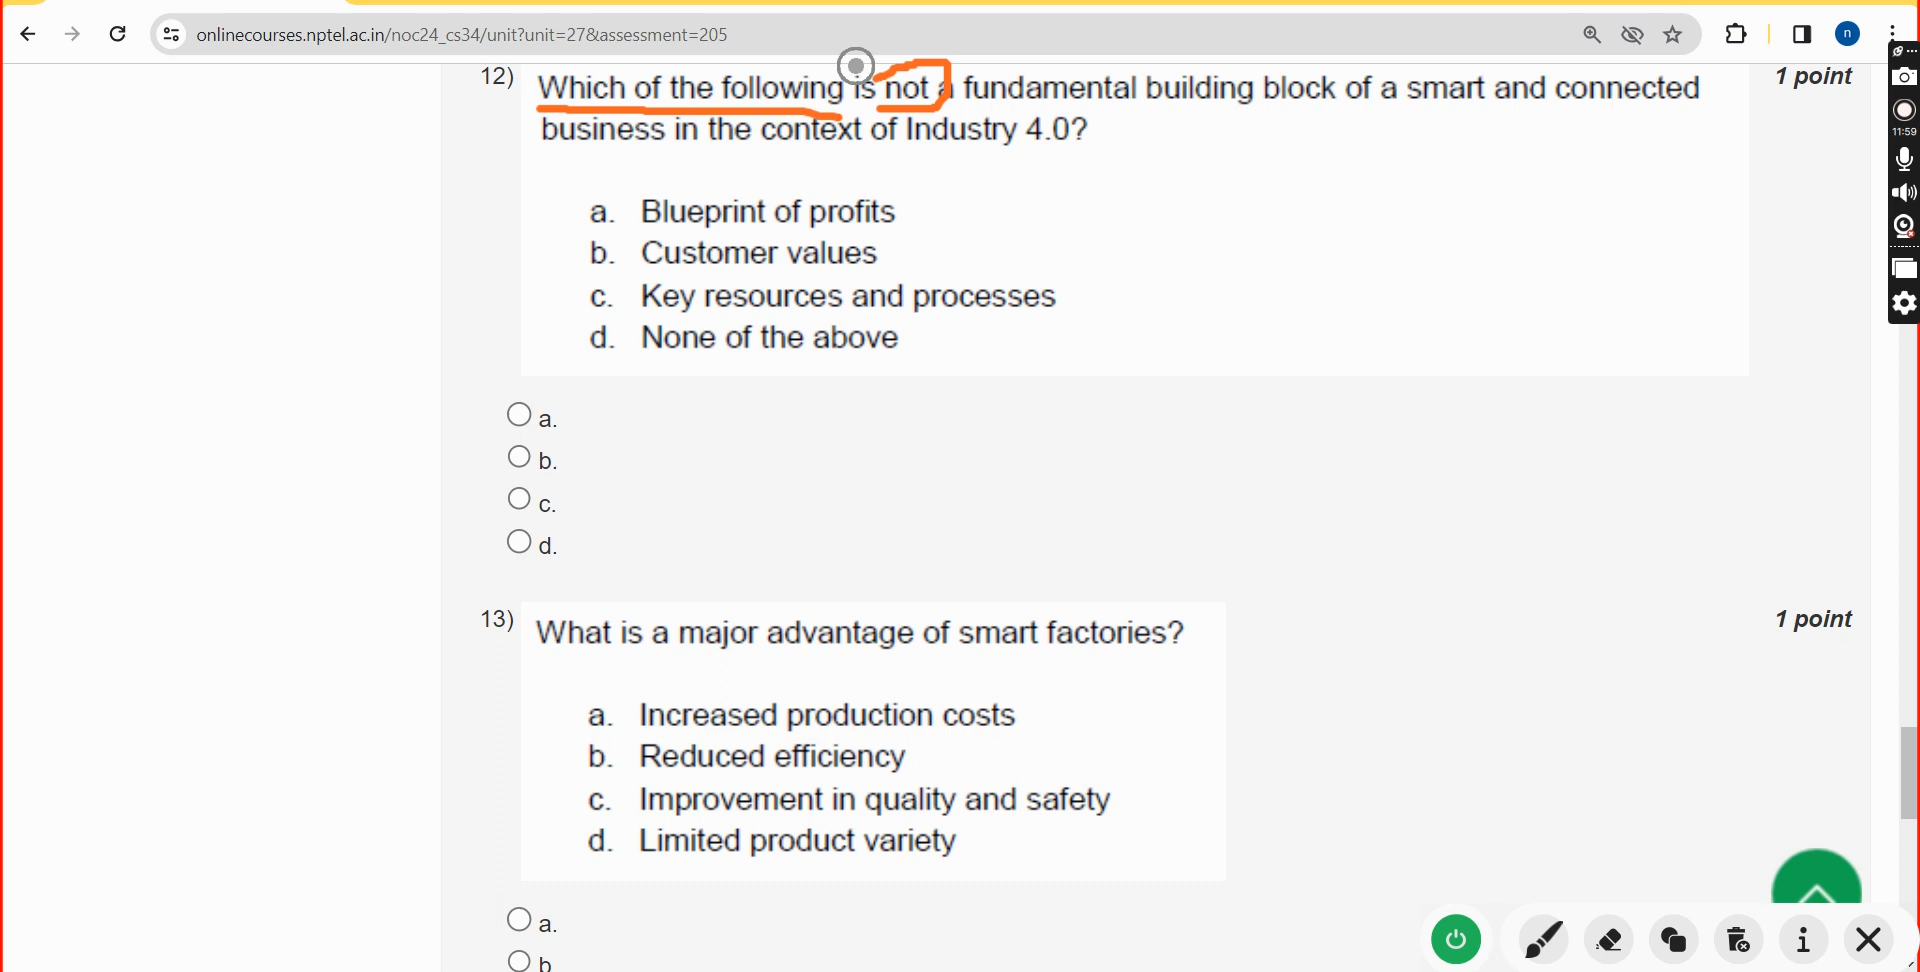 onlinecourses.nptel.ac.in/noc24_cs34/unit?unit=27&assessment=205
n
11:59
12) Which of the following is not a fundamental building block of a smart and connected 1 point
business in the context of Industry 4.0?
a. Blueprint of profits
b. Customer values
c. Key resources and processes
d. None of the above
a.
b.
c.
d.
13) What is a major advantage of smart factories? 1 point
a. Increased production costs
b. Reduced efficiency
c. Improvement in quality and safety
d. Limited product variety
a.
b